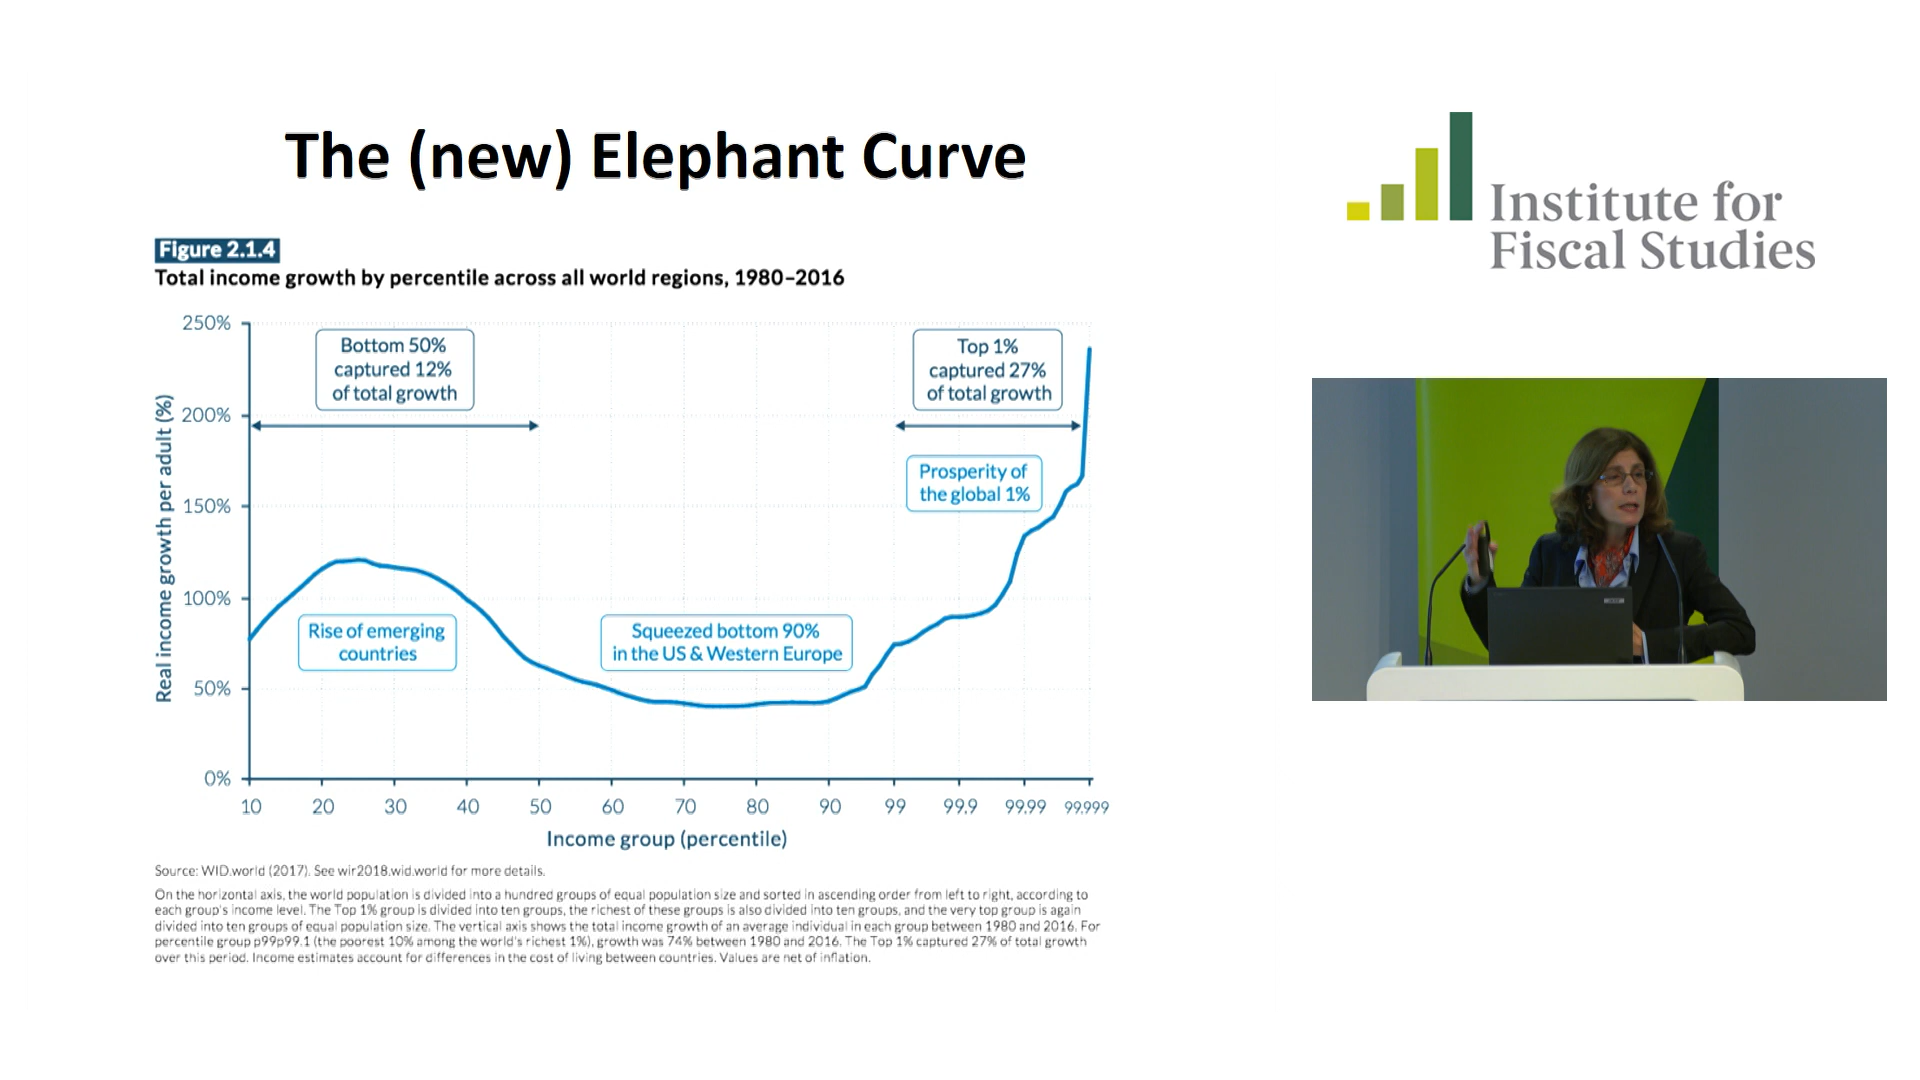 The (new) Elephant Curve
Figure 2.1.4
Total income growth by percentile across all world regions, 1980–2016
Real income growth per adult (%)
250%
200%
150%
100%
50%
0%
Bottom 50%
captured 12%
of total growth
Top 1%
captured 27%
of total growth
Prosperity of
the global 1%
Rise of emerging
countries
Squeezed bottom 90%
in the US & Western Europe
10 20 30 40 50 60 70 80 90 99 99.9 99.99 99.999
Income group (percentile)
Source: WID.world (2017). See wir2018.wid.world for more details.
On the horizontal axis, the world population is divided into a hundred groups of equal population size and sorted in ascending order from left to right, according to
each group's income level. The Top 1% group is divided into ten groups, the richest of these groups is also divided into ten groups, and the very top group is again
divided into ten groups of equal population size. The vertical axis shows the total income growth of an average individual in each group between 1980 and 2016. For
percentile group p99p99.1 (the poorest 10% among the world's richest 1%), growth was 74% between 1980 and 2016. The Top 1% captured 27% of total growth
over this period. Income estimates account for differences in the cost of living between countries. Values are net of inflation.
Institute for
Fiscal Studies